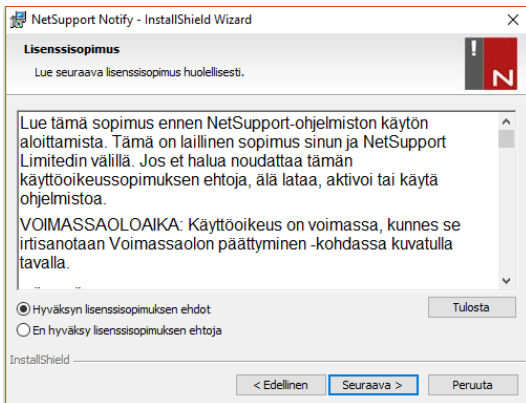 NetSupport Notify - InstallShield Wizard
Lisenssisopimus
Lue seuraava lisenssisopimus huolellisesti.
! N
Lue tämä sopimus ennen NetSupport-ohjelmiston käytön
aloittamista. Tämä on laillinen sopimus sinun ja NetSupport
Limitedin välillä. Jos et halua noudattaa tämän
käyttöoikeussopimuksen ehtoja, älä lataa, aktivoi tai käytä
ohjelmistoa.
VOIMASSAOLOAIKA: Käyttöoikeus on voimassa, kunnes se
irtisanotaan Voimassaolon päättyminen -kohdassa kuvatulla
tavalla.
Hyväksyn lisenssisopimuksen ehdot
Tulosta
En hyväksy lisenssisopimuksen ehtoja
InstallShield
< Edellinen Seuraava > Peruuta